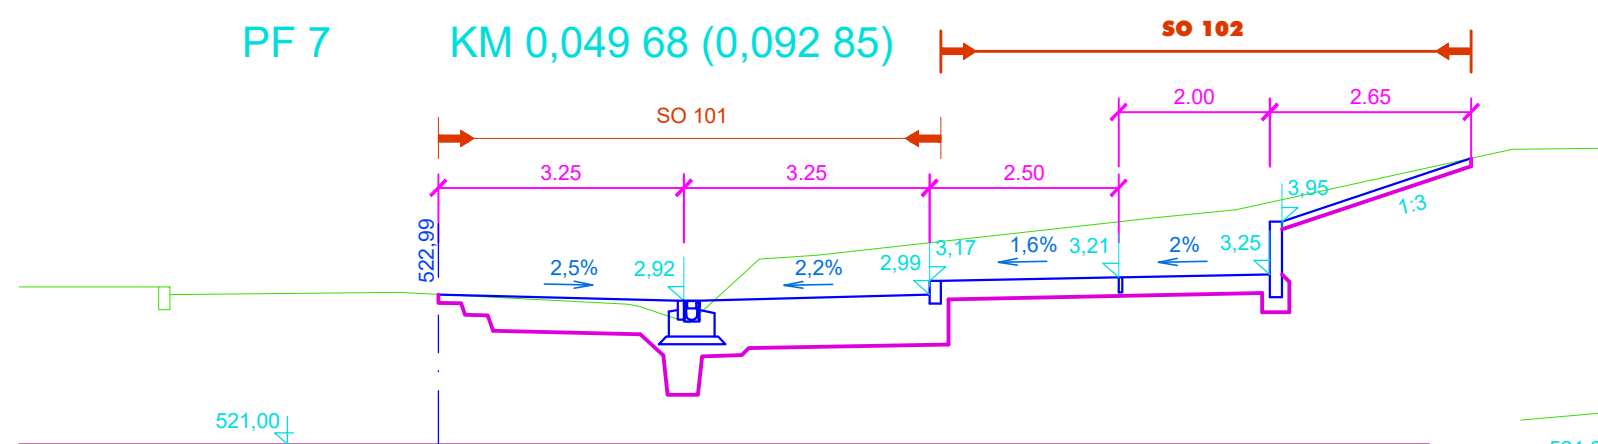 PF 7 KM 0,049 68 (0,092 85)
SO 102
2.00 2.65
SO 101
3.25 3.25 2.50
3,95
1:3
522,99
2,5% 2,92 2,2% 2,99 3,17 1,6% 3,21 2% 3,25
521,00